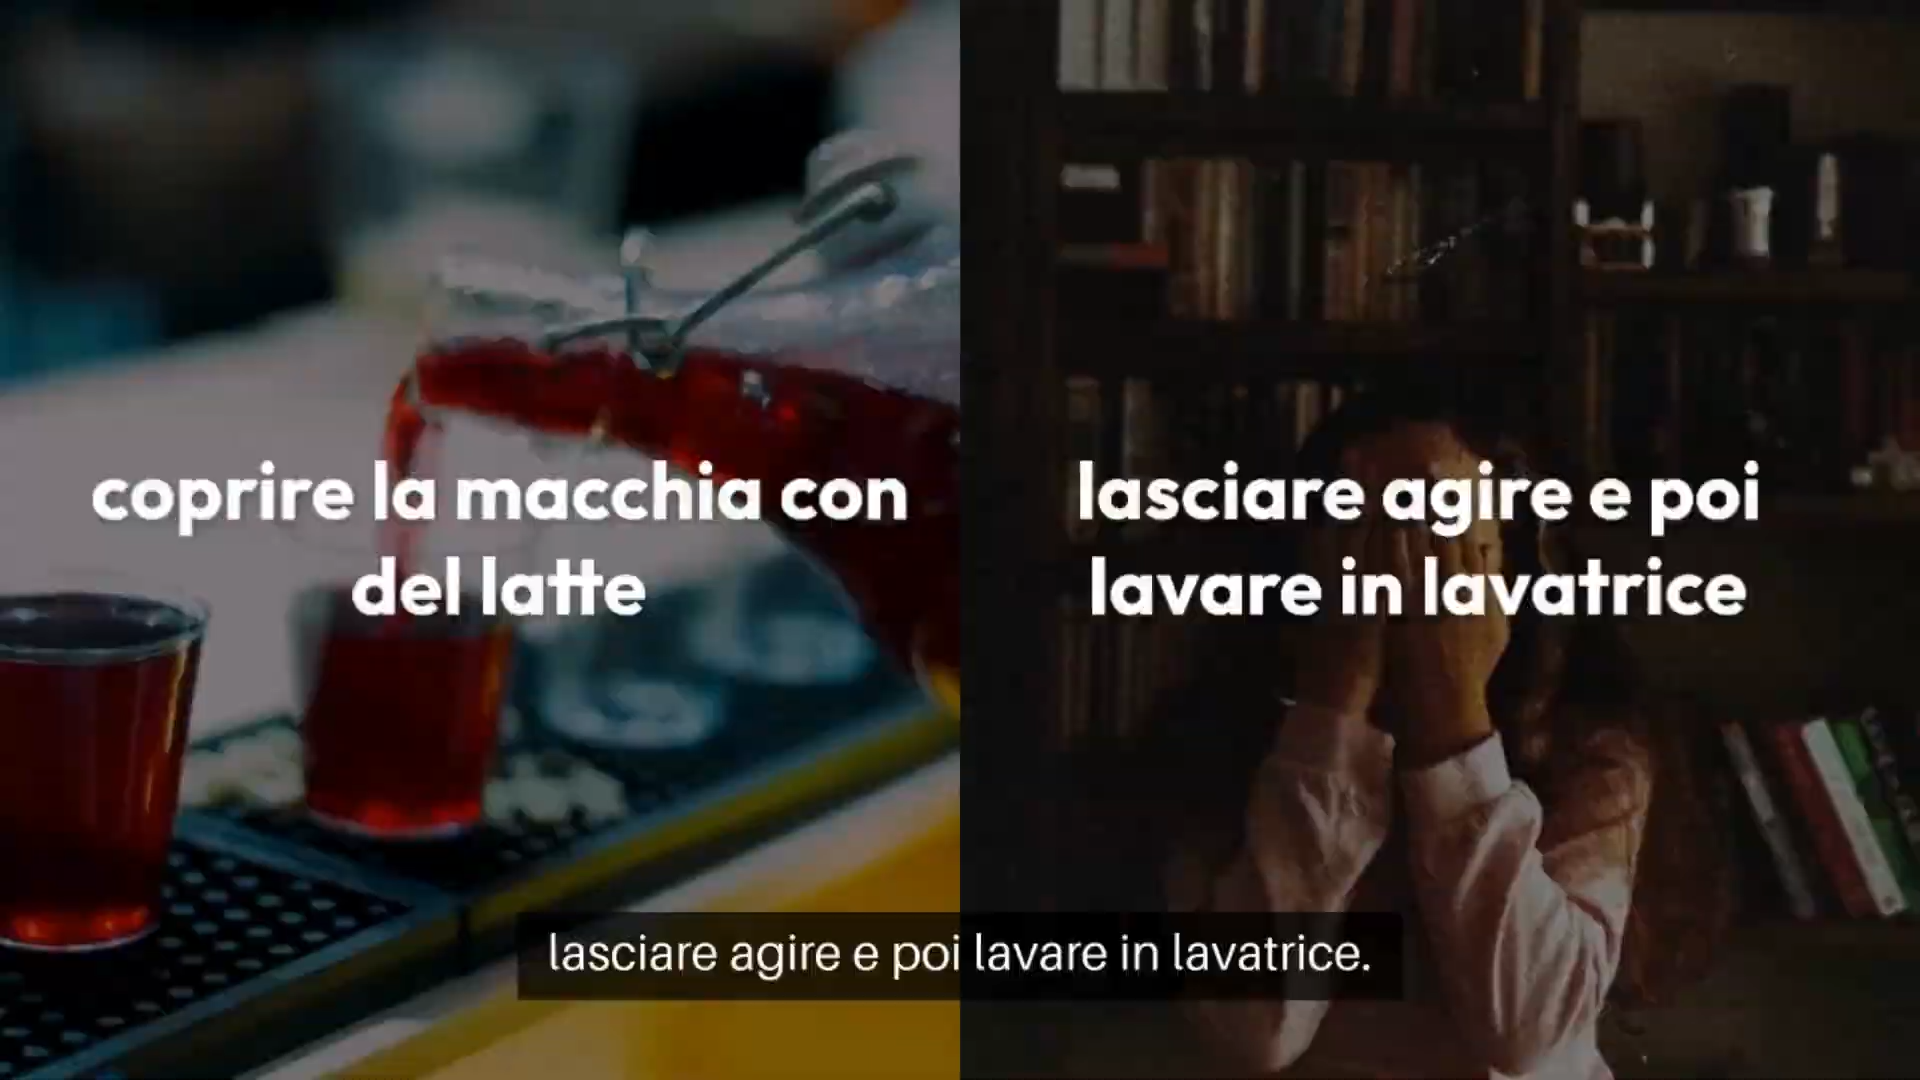 coprire la macchia con
del latte
lasciare agire e poi
lavare in lavatrice
lasciare agire e poi lavare in lavatrice.